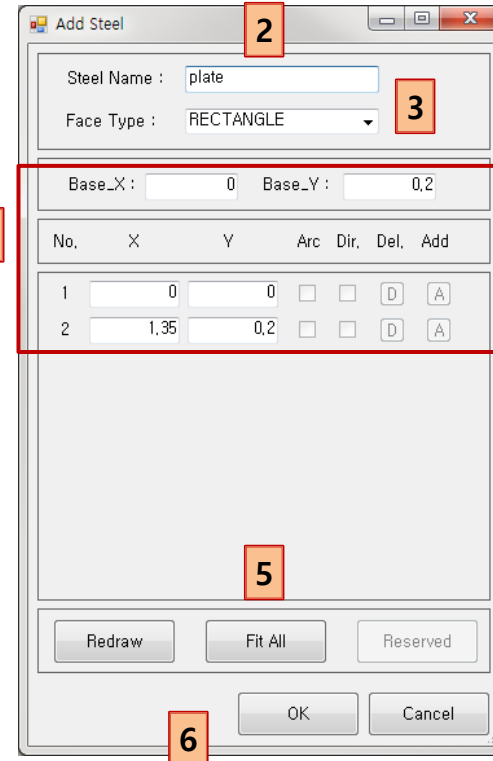 Add Steel
2
Steel Name : plate
3
Face Type : RECTANGLE
Base_X : 0 Base_Y : 0,2
No, X Y Arc Dir, Del, Add
1 0 0 D A
2 1,35 0,2 D A
5
Redraw Fit All Reserved
OK Cancel
6